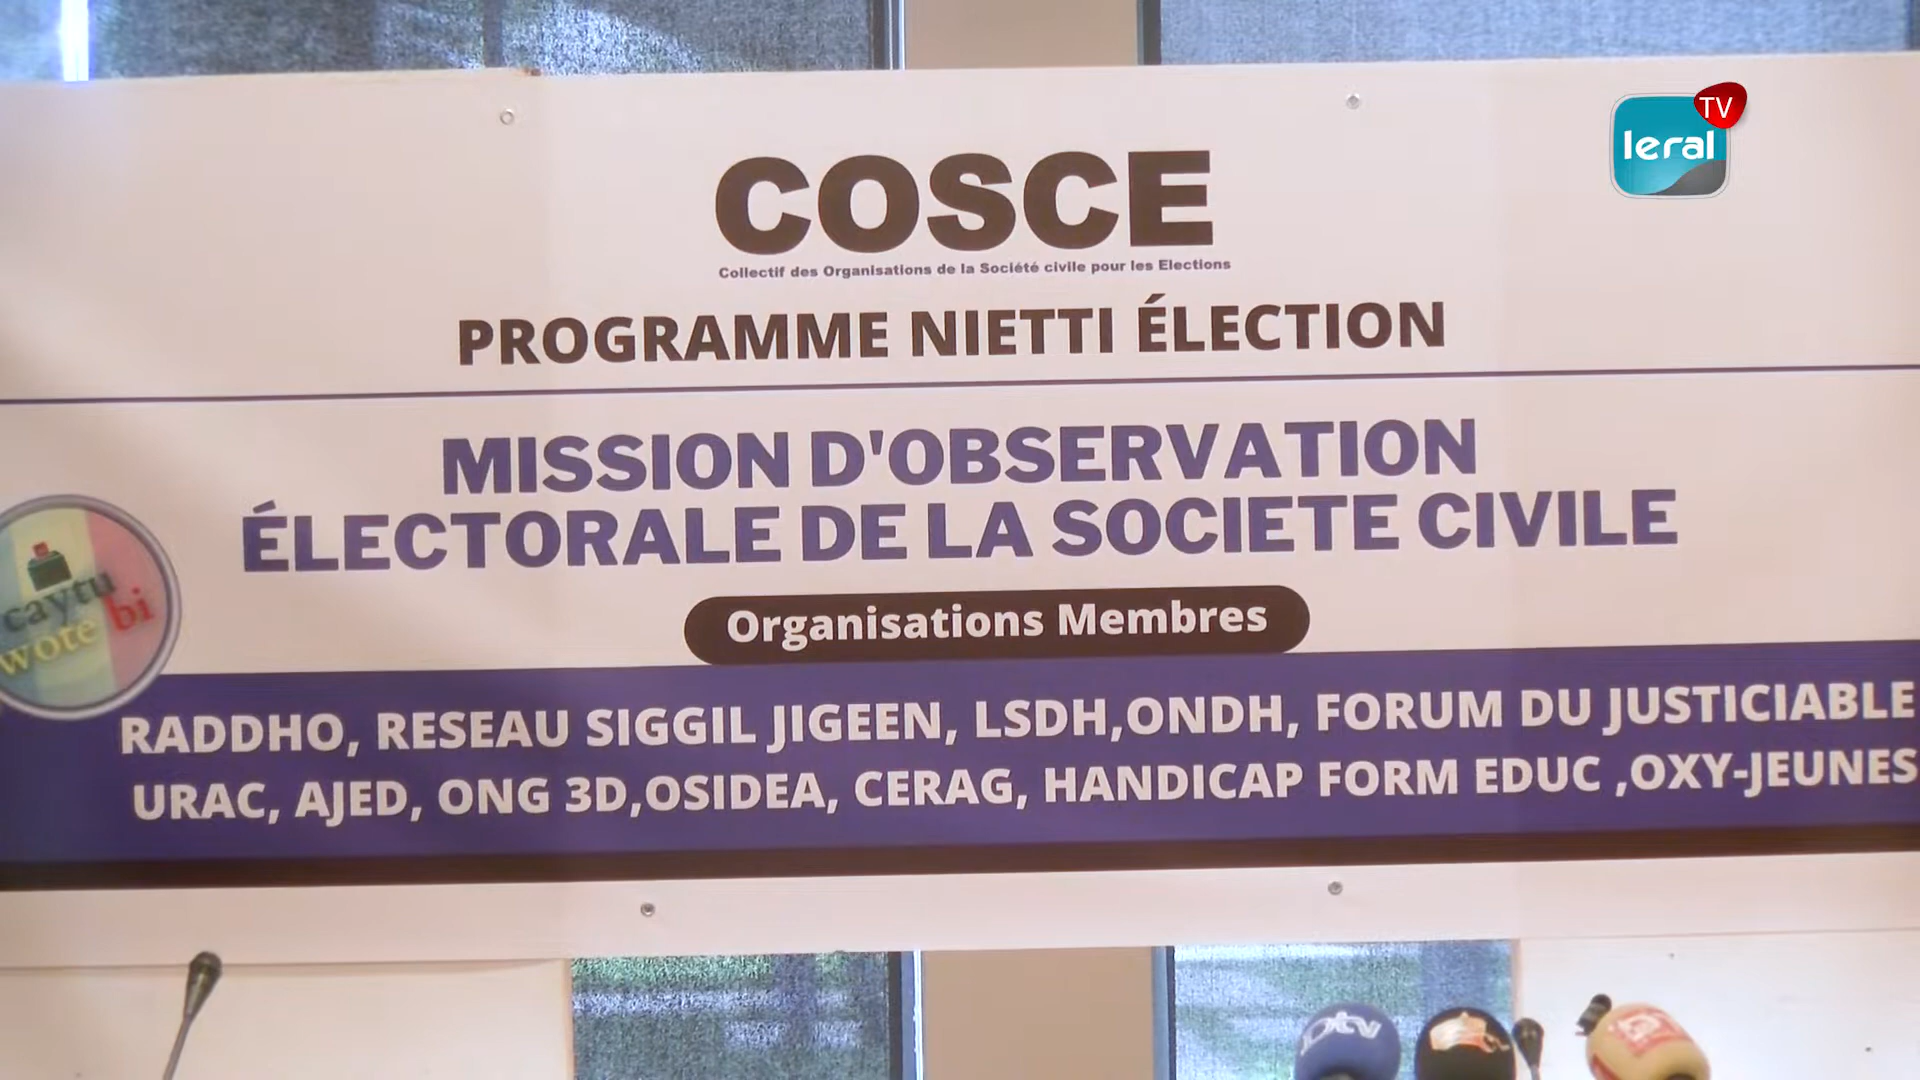 TV
leral
COSCE
Collectif des Organisations de la Société civile pour les Elections
PROGRAMME NIETTI ÉLECTION
MISSION D'OBSERVATION
ÉLECTORALE DE LA SOCIETE CIVILE
caytu
bi
wote
Organisations Membres
RADDHO, RESEAU SIGGIL JIGEEN, LSDH,ONDH, FORUM DU JUSTICIABLE
URAC, AJED, ONG 3D,OSIDEA, CERAG, HANDICAP FORM EDUC ,OXY-JEUNES